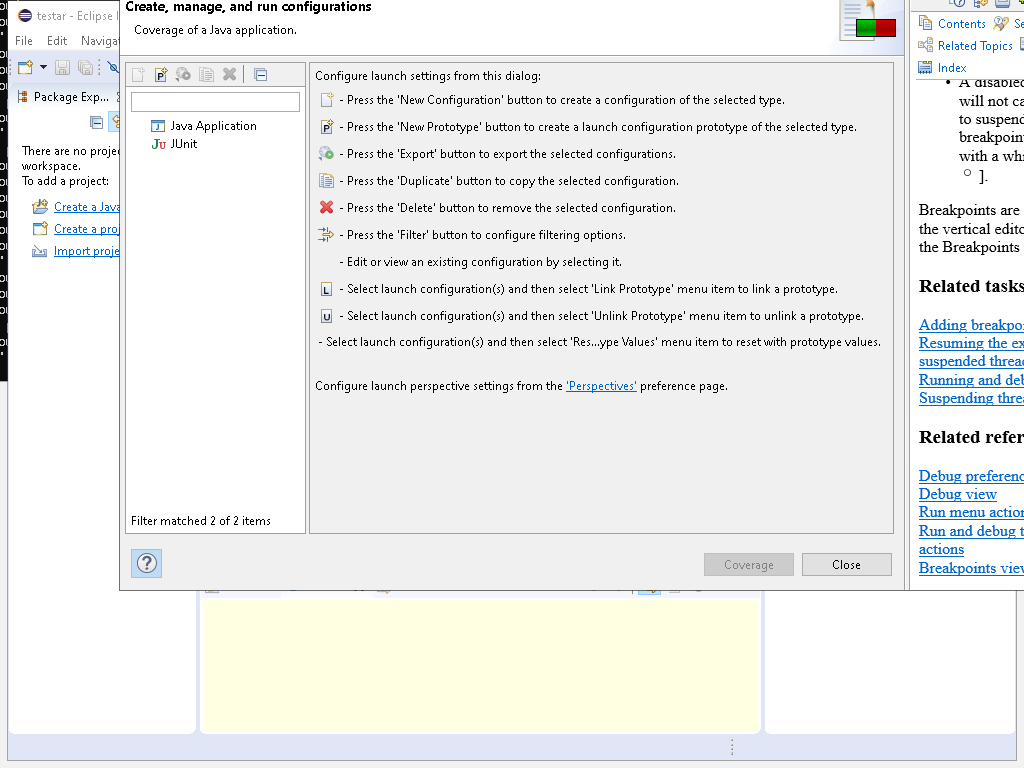 testar - Eclipse
File Edit Naviga
Package Exp...
There are no proje
workspace.
To add a project:
Create a Java
Create a proj
Import proje
Create, manage, and run configurations
Coverage of a Java application.
Java Application
JUnit
Filter matched 2 of 2 items
Configure launch settings from this dialog:
- Press the 'New Configuration' button to create a configuration of the selected type.
- Press the 'New Prototype' button to create a launch configuration prototype of the selected type.
- Press the 'Export' button to export the selected configurations.
- Press the 'Duplicate' button to copy the selected configuration.
- Press the 'Delete' button to remove the selected configuration.
- Press the 'Filter' button to configure filtering options.
- Edit or view an existing configuration by selecting it.
- Select launch configuration(s) and then select 'Link Prototype' menu item to link a prototype.
- Select launch configuration(s) and then select 'Unlink Prototype' menu item to unlink a prototype.
- Select launch configuration(s) and then select 'Res...ype Values' menu item to reset with prototype values.
Configure launch perspective settings from the 'Perspectives' preference page.
Coverage Close
Contents Se
Related Topics
Index
• A disabled
will not ca
to suspend
breakpoint
with a whi
].
Breakpoints are
the vertical edito
the Breakpoints
Related tasks
Adding breakpoi
Resuming the ex
suspended thread
Running and deb
Suspending threa
Related refer
Debug preferenc
Debug view
Run menu action
Run and debug t
actions
Breakpoints view